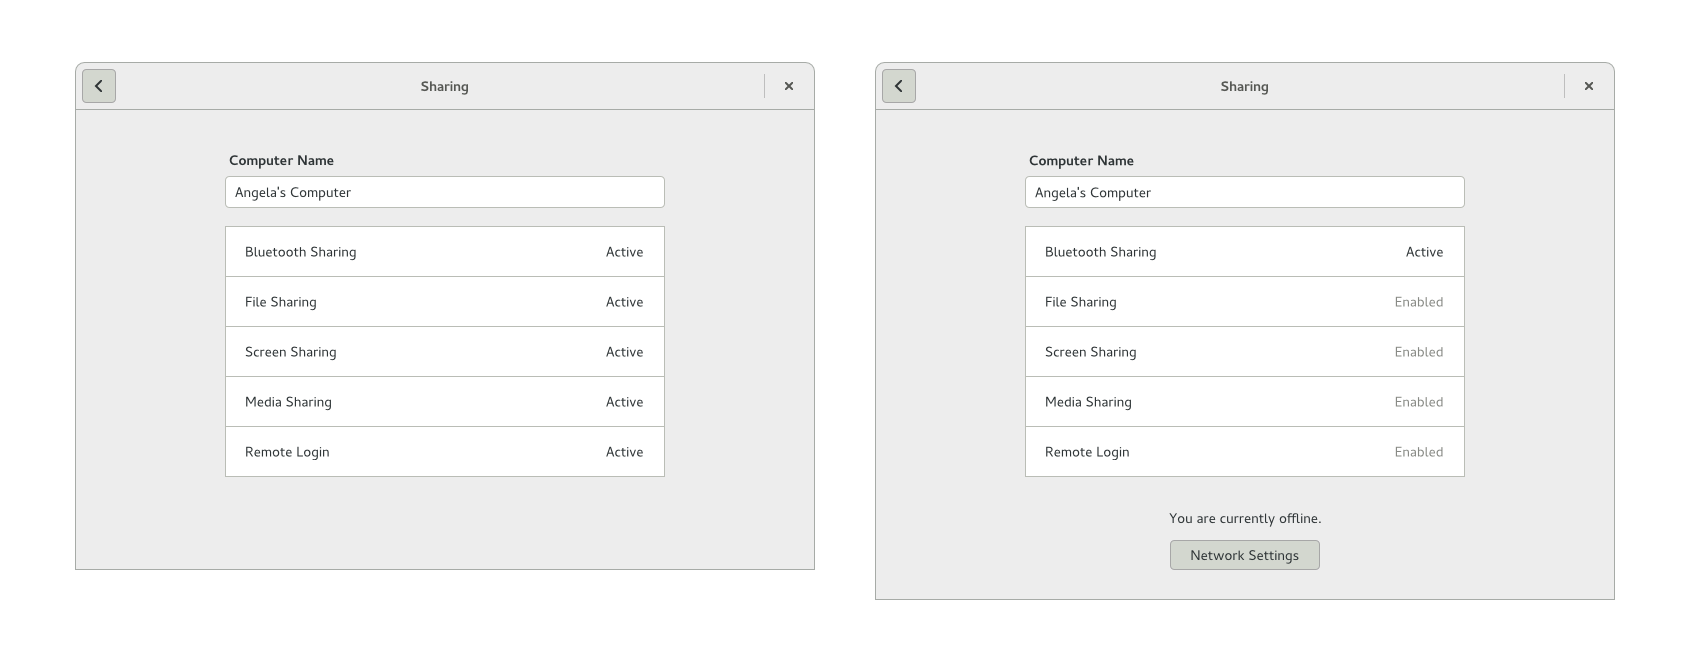 Sharing
Computer Name
Angela's Computer
Bluetooth Sharing Active
File Sharing Active
Screen Sharing Active
Media Sharing Active
Remote Login Active
Sharing
Computer Name
Angela's Computer
Bluetooth Sharing Active
File Sharing Enabled
Screen Sharing Enabled
Media Sharing Enabled
Remote Login Enabled
You are currently offline.
Network Settings